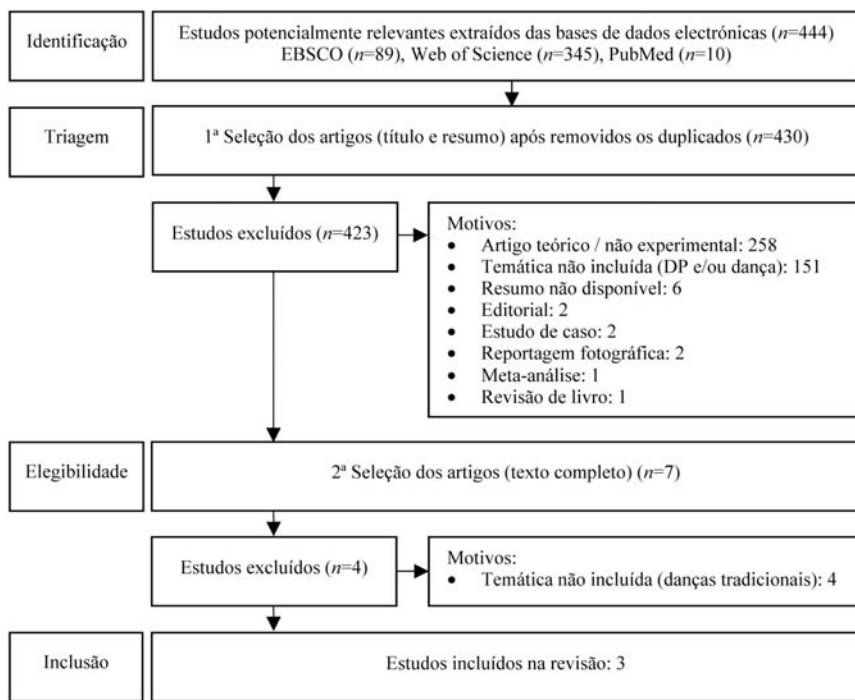 Identificação
Estudos potencialmente relevantes extraídos das bases de dados electrónicas (n=444)
EBSCO (n=89), Web of Science (n=345), PubMed (n=10)
Triagem
1ª Seleção dos artigos (título e resumo) após removidos os duplicados (n=430)
Estudos excluídos (n=423)
Motivos:
• Artigo teórico / não experimental: 258
• Temática não incluída (DP e/ou dança): 151
• Resumo não disponível: 6
• Editorial: 2
• Estudo de caso: 2
• Reportagem fotográfica: 2
• Meta-análise: 1
• Revisão de livro: 1
Elegibilidade
2ª Seleção dos artigos (texto completo) (n=7)
Estudos excluídos (n=4)
Motivos:
• Temática não incluída (danças tradicionais): 4
Inclusão
Estudos incluídos na revisão: 3